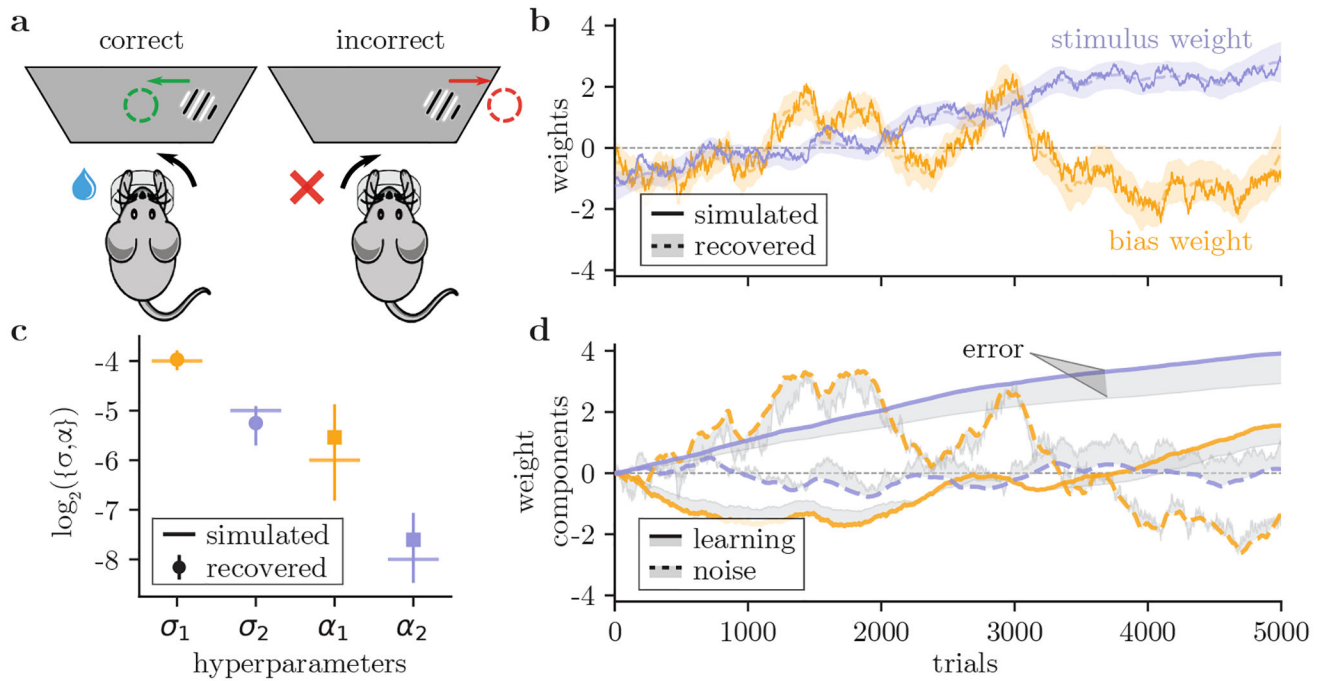 a
correct
incorrect
b
weights
4
2
0
-2
-4
stimulus weight
bias weight
simulated
recovered
c
log₂({σ,α})
-4
-5
-6
-7
-8
simulated
recovered
σ₁ σ₂ α₁ α₂
hyperparameters
d
weight
components
4
2
0
-2
-4
error
learning
noise
0 1000 2000 3000 4000 5000
trials